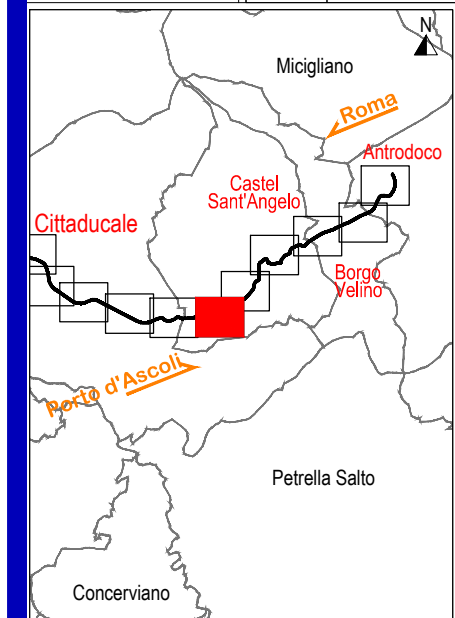 N
Micigliano
Roma
Antrodoco
Castel
Sant'Angelo
Cittaducale
Borgo
Velino
Porto d'Ascoli
Petrella Salto
Concerviano